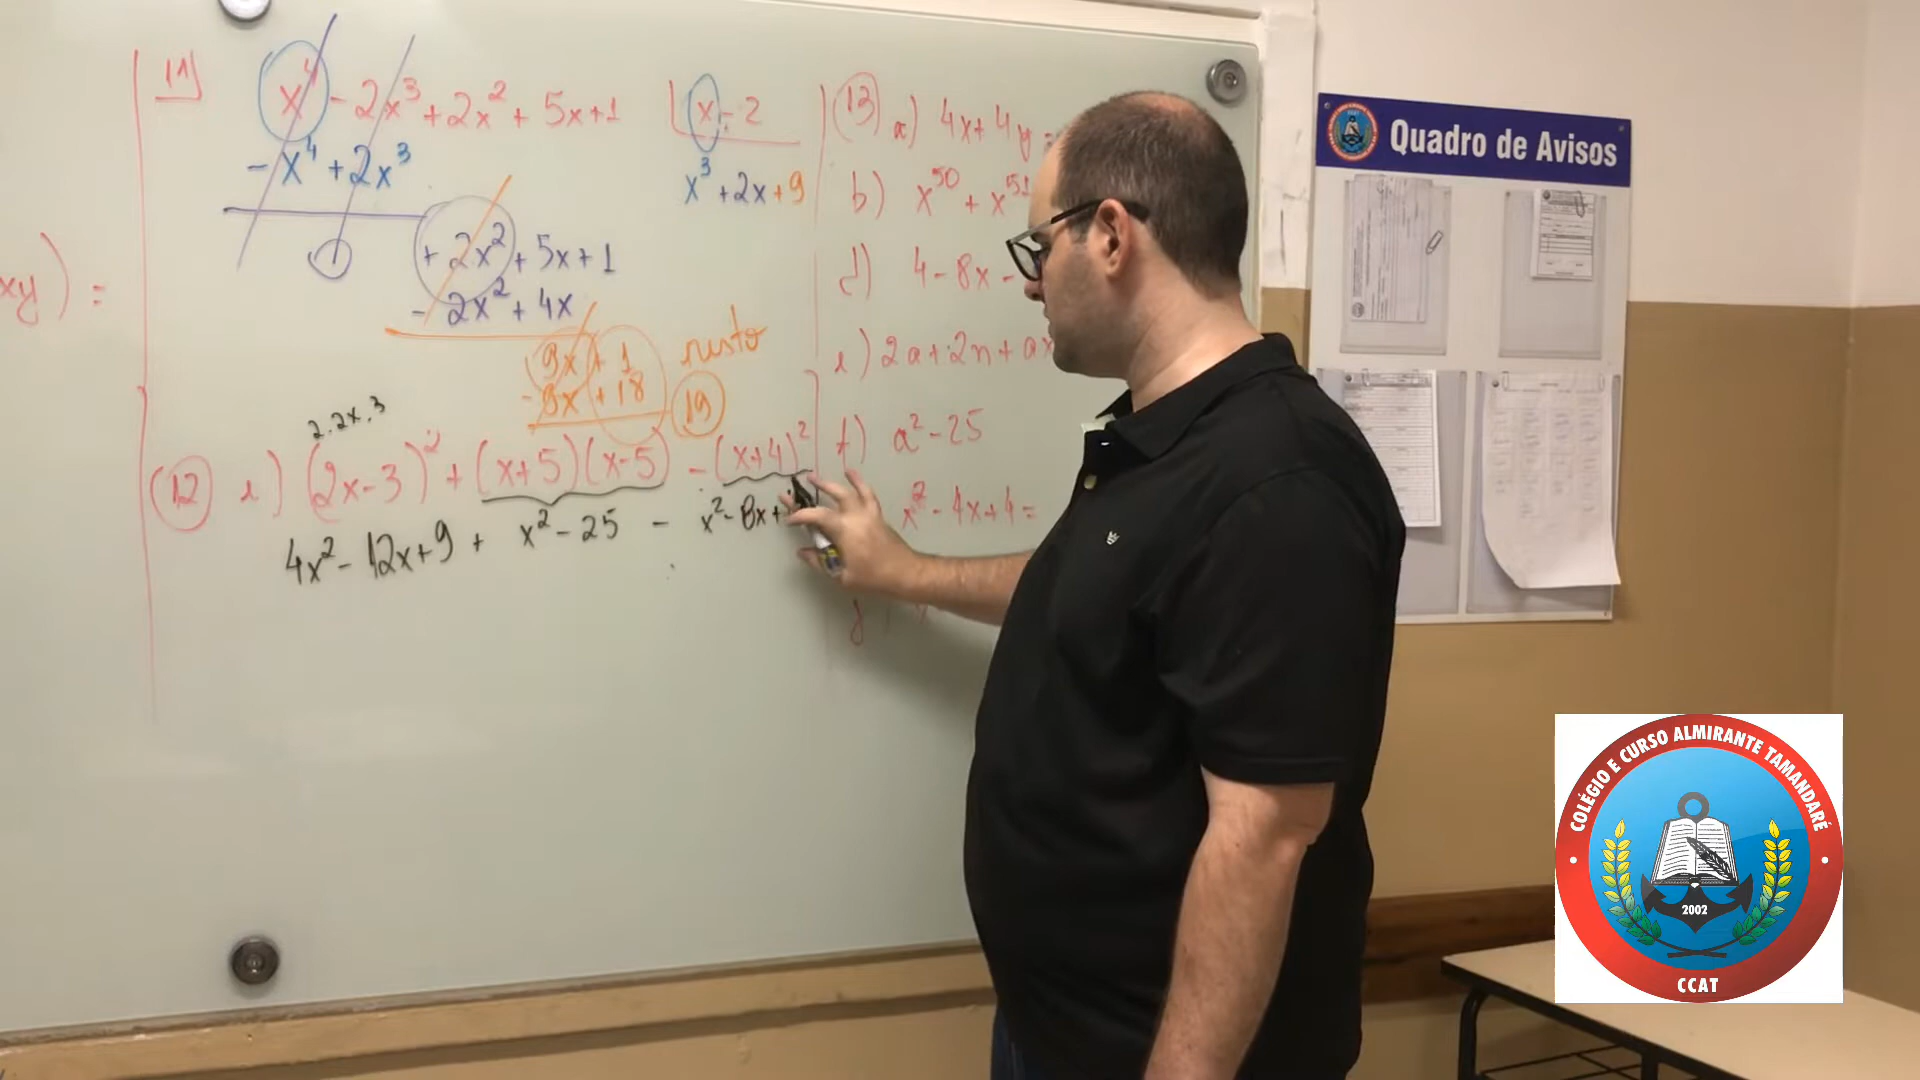 11 x⁴ - 2x³ + 2x² + 5x + 1 | x - 2
- x⁴ + 2x³ x³ + 2x + 9
+ 2x² + 5x + 1
- 2x² + 4x
9x + 1 resto
- 9x + 18 19
xy) =
2.2x.3
12 e) (2x-3)² + (x+5)(x-5) - (x+4)²
4x² - 12x + 9 + x² - 25 - x² - 8x +
13 a) 4x + 4y =
b) x⁵⁰ + x⁵¹
d) 4 - 8x -
e) 2a + 2n + ax
f) a² - 25
x² - 4x + 4 =
Quadro de Avisos
CCAT
COLÉGIO E CURSO ALMIRANTE TAMANDARÉ
2002
CCAT